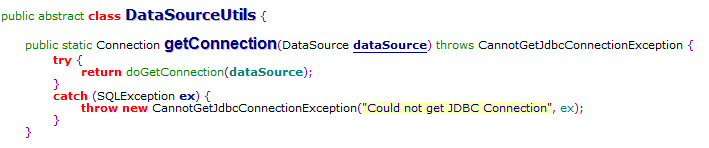 public abstract class DataSourceUtils {
public static Connection getConnection(DataSource dataSource) throws CannotGetJdbcConnectionException {
try {
return doGetConnection(dataSource);
}
catch (SQLException ex) {
throw new CannotGetJdbcConnectionException("Could not get JDBC Connection", ex);
}
}